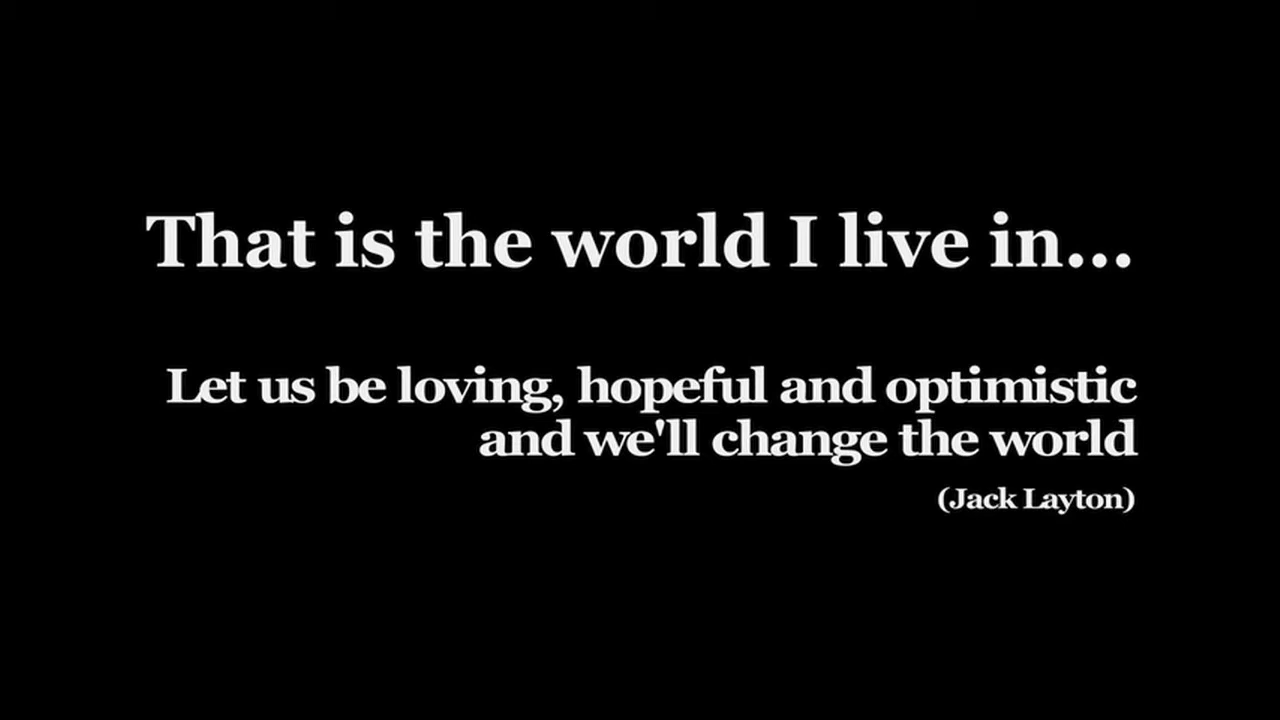 That is the world I live in...
Let us be loving, hopeful and optimistic
and we'll change the world
(Jack Layton)